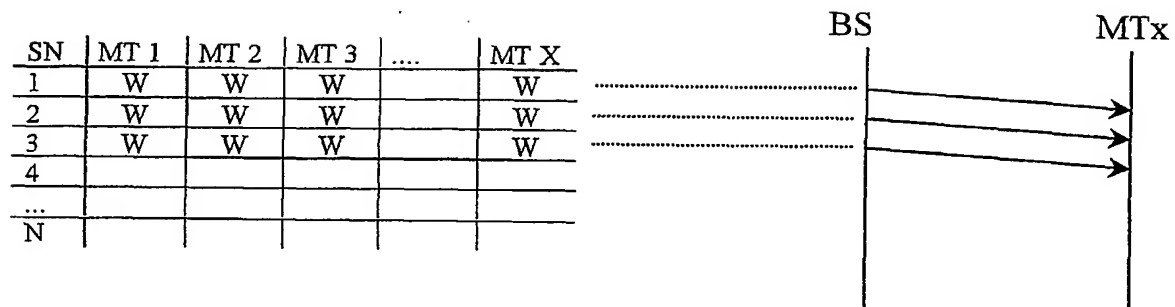 BS MTx
SN MT 1 MT 2 MT 3 .... MT X
1 W W W W
2 W W W W
3 W W W W
4
...
N